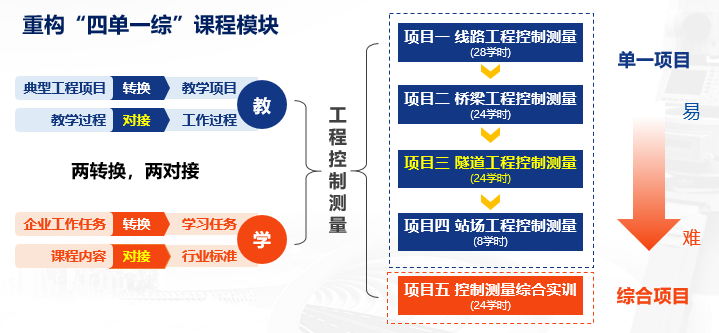 重构“四单一综”课程模块
典型工程项目 转换 教学项目
教学过程 对接 工作过程
教
两转换，两对接
企业工作任务 转换 学习任务
课程内容 对接 行业标准
学
工程控制测量
项目一 线路工程控制测量
(28学时)
项目二 桥梁工程控制测量
(24学时)
项目三 隧道工程控制测量
(24学时)
项目四 站场工程控制测量
(8学时)
项目五 控制测量综合实训
(24学时)
单一项目
易
难
综合项目